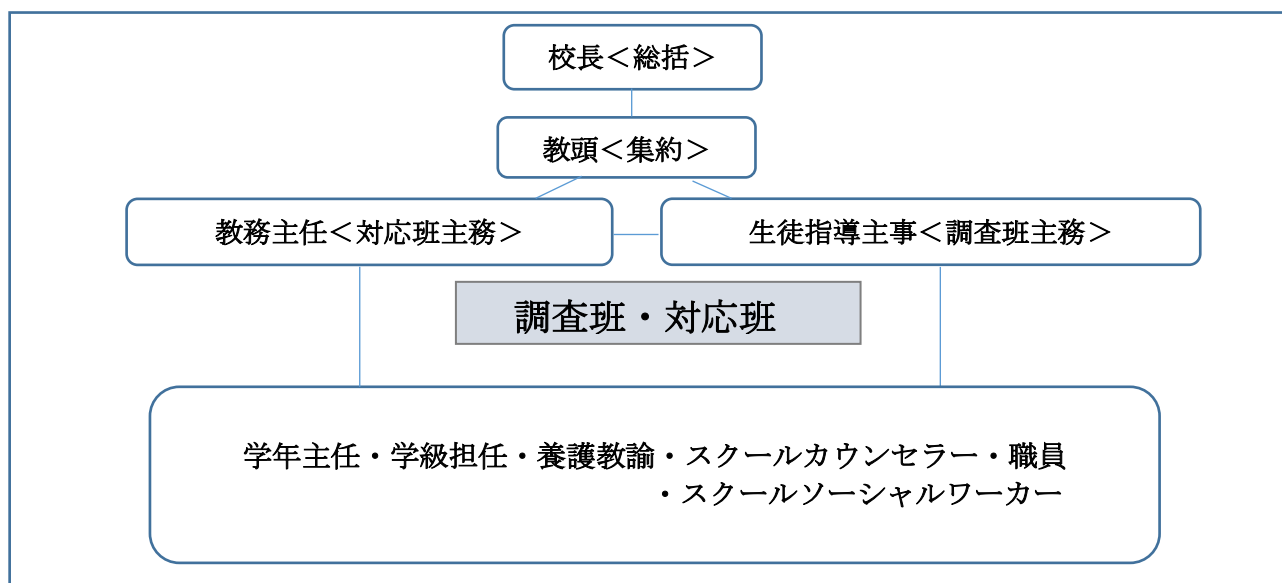 校長＜総括＞
教頭＜集約＞
教務主任＜対応班主務＞
生徒指導主事＜調査班主務＞
調査班・対応班
学年主任・学級担任・養護教諭・スクールカウンセラー・職員
・スクールソーシャルワーカー